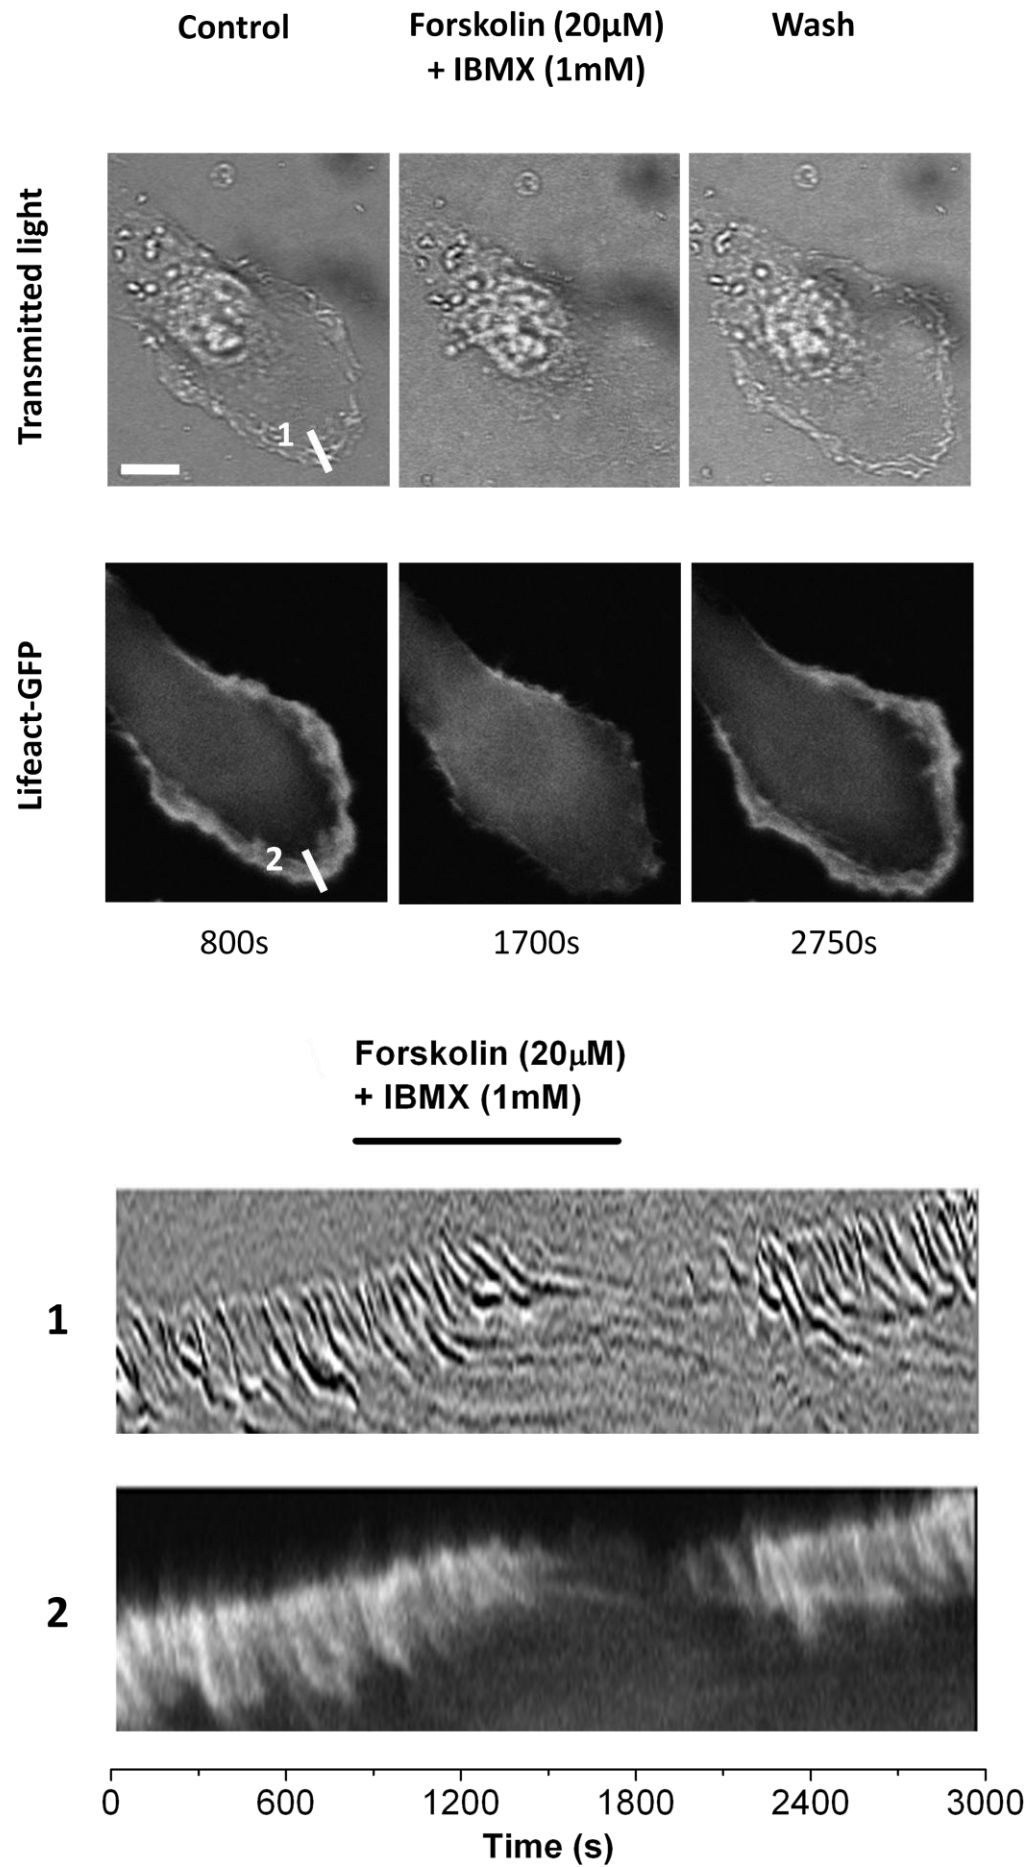 Control
Forskolin (20μM)
+ IBMX (1mM)
Wash
Transmitted light
1
Lifeact-GFP
2
800s
1700s
2750s
Forskolin (20μM)
+ IBMX (1mM)
1
2
0 600 1200 1800 2400 3000
Time (s)